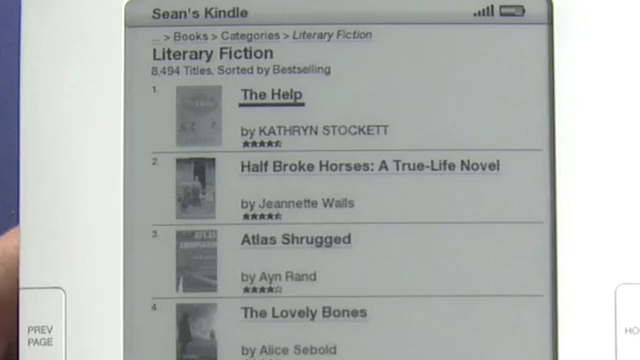 Sean's Kindle
... > Books > Categories > Literary Fiction
Literary Fiction
8,494 Titles, Sorted by Bestselling
1.
The Help
by KATHRYN STOCKETT
2.
Half Broke Horses: A True-Life Novel
by Jeannette Walls
3.
Atlas Shrugged
by Ayn Rand
4.
The Lovely Bones
by Alice Sebold
PREV
PAGE
HO